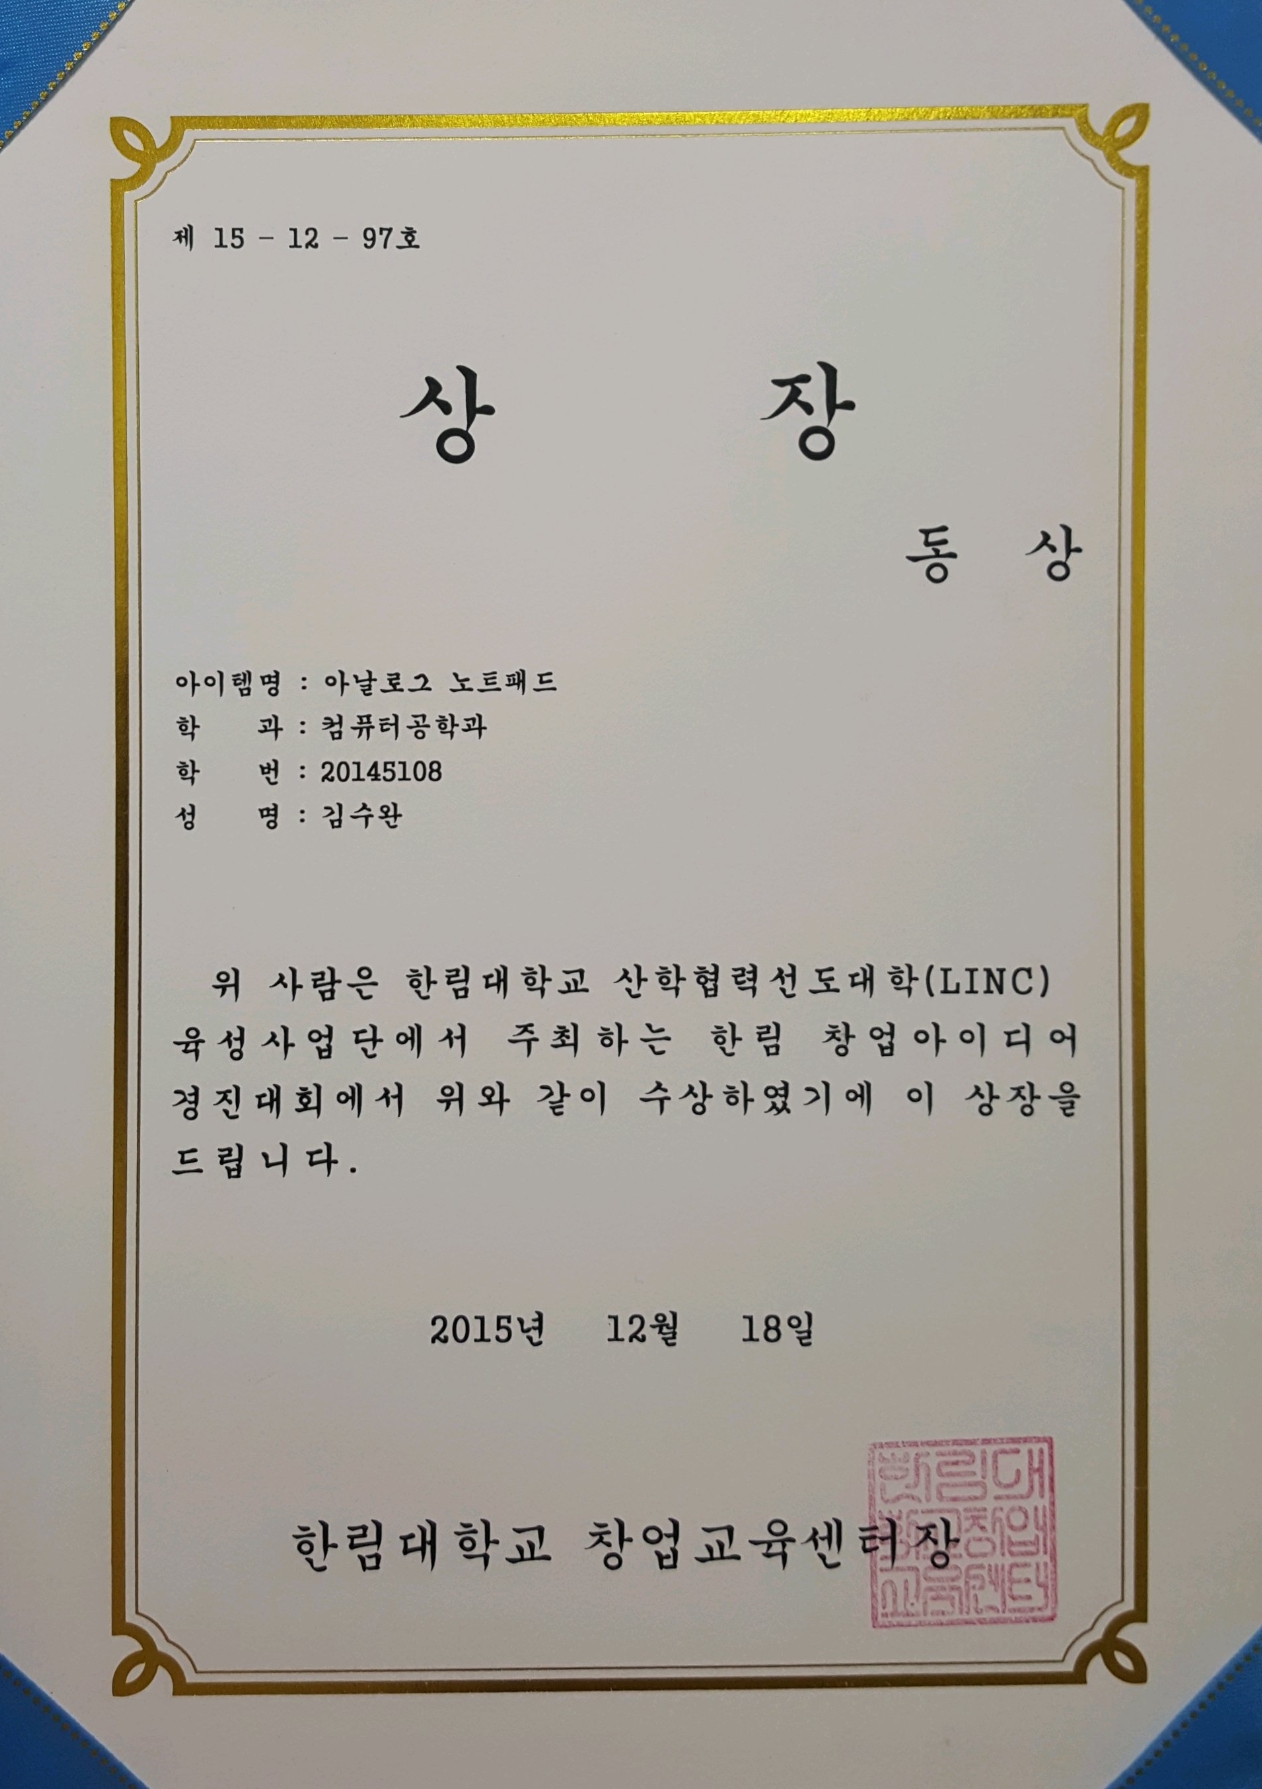 제 15 - 12 - 97호
상 장
동 상
아이템명 : 아날로그 노트패드
학 과 : 컴퓨터공학과
학 번 : 20145108
성 명 : 김수완
위 사람은 한림대학교 산학협력선도대학(LINC)
육성사업단에서 주최하는 한림 창업아이디어
경진대회에서 위와 같이 수상하였기에 이 상장을
드립니다.
2015년 12월 18일
한림대학교 창업교육센터장
한림대
학교창업
교육센터